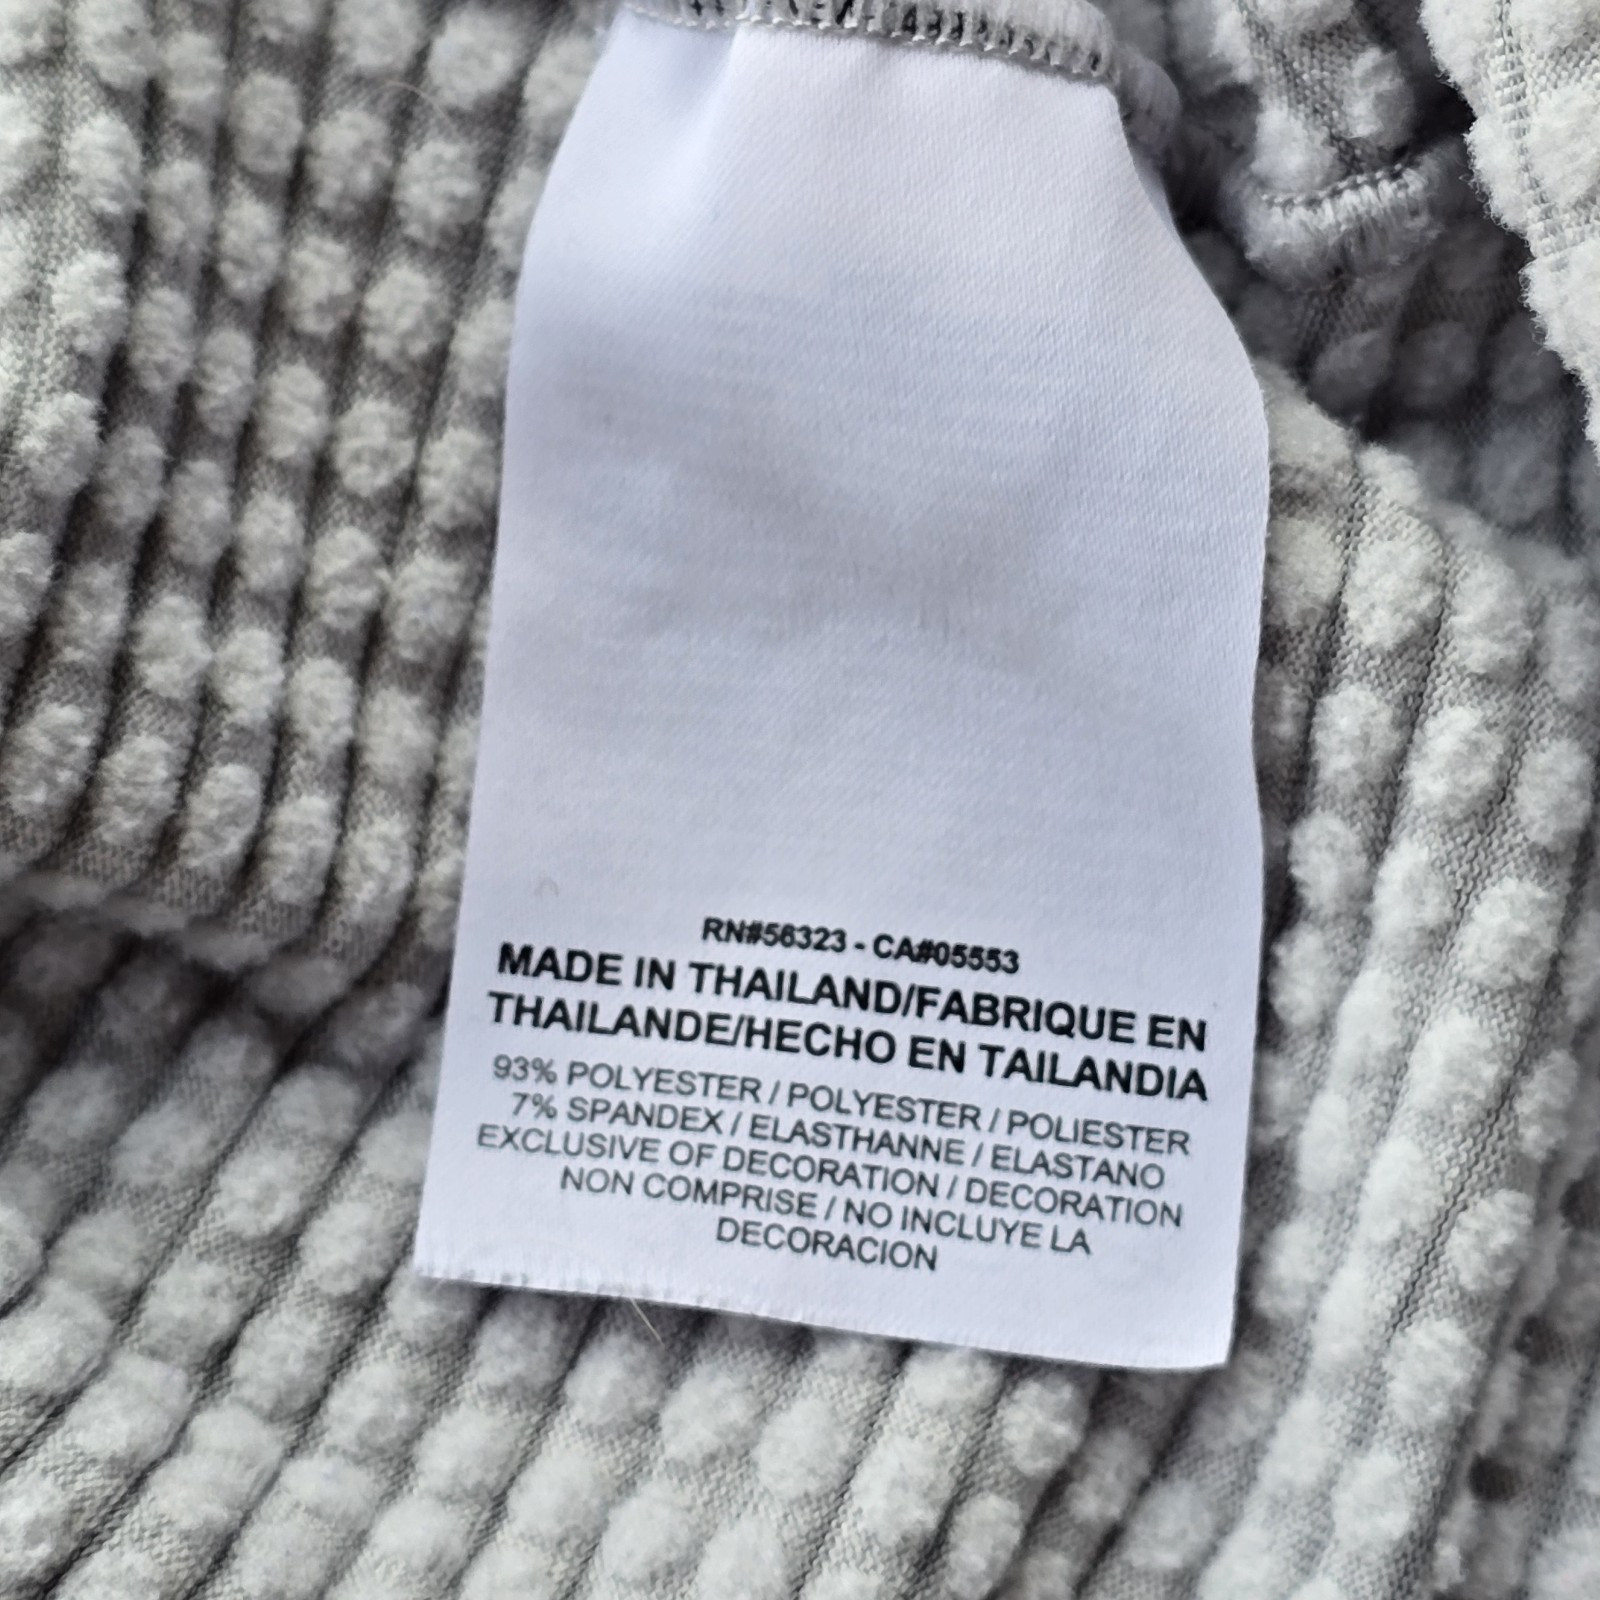 RN#56323 - CA#05553
MADE IN THAILAND/FABRIQUE EN
THAILANDE/HECHO EN TAILANDIA
93% POLYESTER / POLYESTER / POLIESTER
7% SPANDEX / ELASTHANNE / ELASTANO
EXCLUSIVE OF DECORATION / DECORATION
NON COMPRISE / NO INCLUYE LA
DECORACION